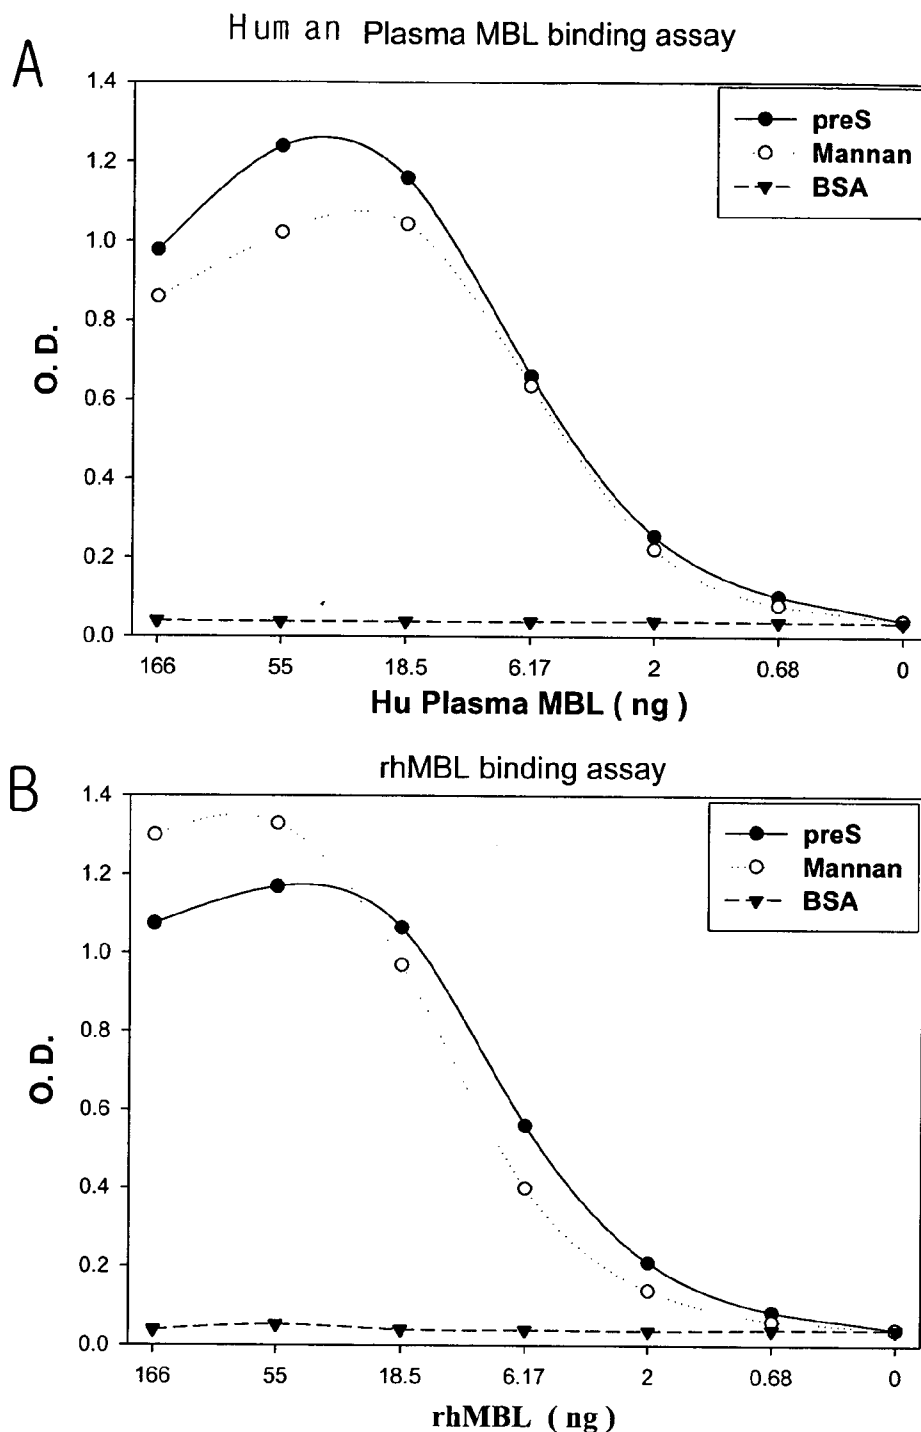 Human Plasma MBL binding assay
A
1.4
1.2
1.0
0.8
0.6
0.4
0.2
0.0
O. D.
preS
Mannan
BSA
166 55 18.5 6.17 2 0.68 0
Hu Plasma MBL ( ng )
rhMBL binding assay
B
1.4
1.2
1.0
0.8
0.6
0.4
0.2
0.0
O. D.
preS
Mannan
BSA
166 55 18.5 6.17 2 0.68 0
rhMBL ( ng )